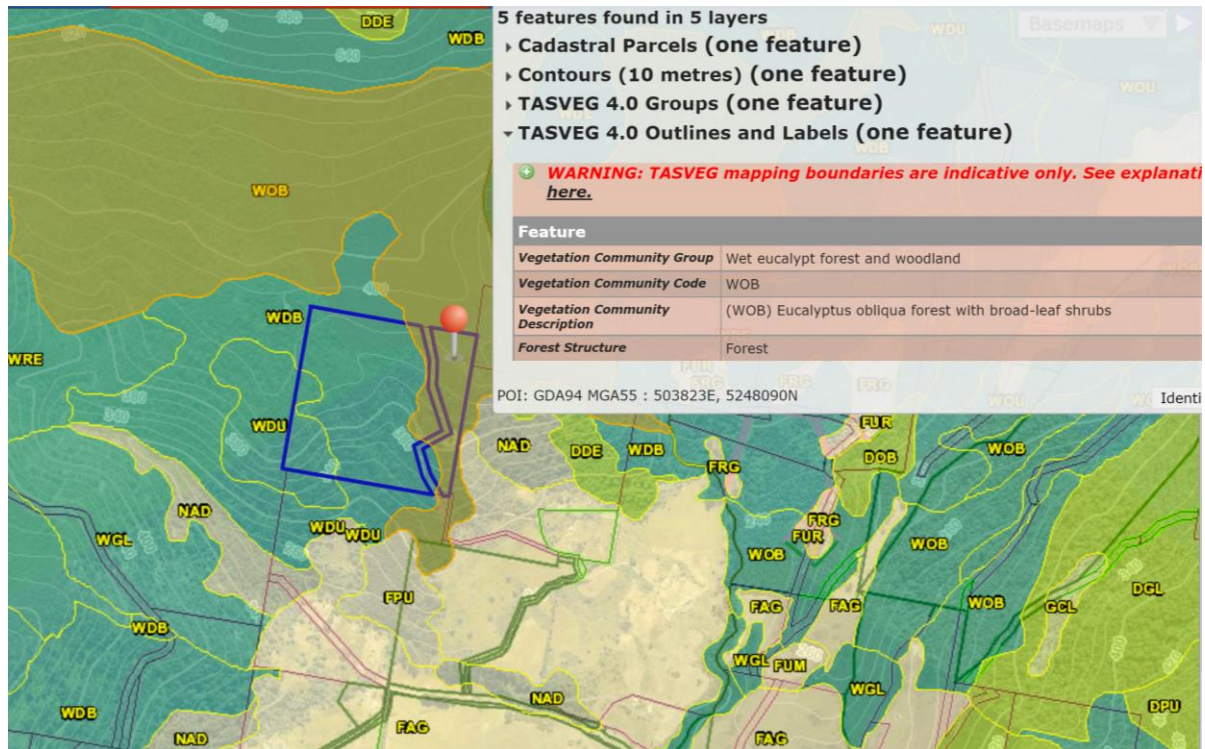 5 features found in 5 layers
Basemaps
Cadastral Parcels (one feature)
Contours (10 metres) (one feature)
TASVEG 4.0 Groups (one feature)
TASVEG 4.0 Outlines and Labels (one feature)
WARNING: TASVEG mapping boundaries are indicative only. See explanati
here.
Feature
Vegetation Community Group Wet eucalypt forest and woodland
Vegetation Community Code WOB
Vegetation Community Description (WOB) Eucalyptus obliqua forest with broad-leaf shrubs
Forest Structure Forest
POI: GDA94 MGA55 : 503823E, 5248090N
Identi
DDE
WDB
WOB
WDB
WRE
WDU
NAD
WGL
WDU
WDU
FPU
WDB
WDB
NAD
FAG
NAD
NAD
DDE
WDB
FRG
FUR
DOB
WOB
FRG
FUR
WOB
WOB
FAG
FAG
WOB
GCL
DGL
WGL
FUM
WGL
DPU
FAG